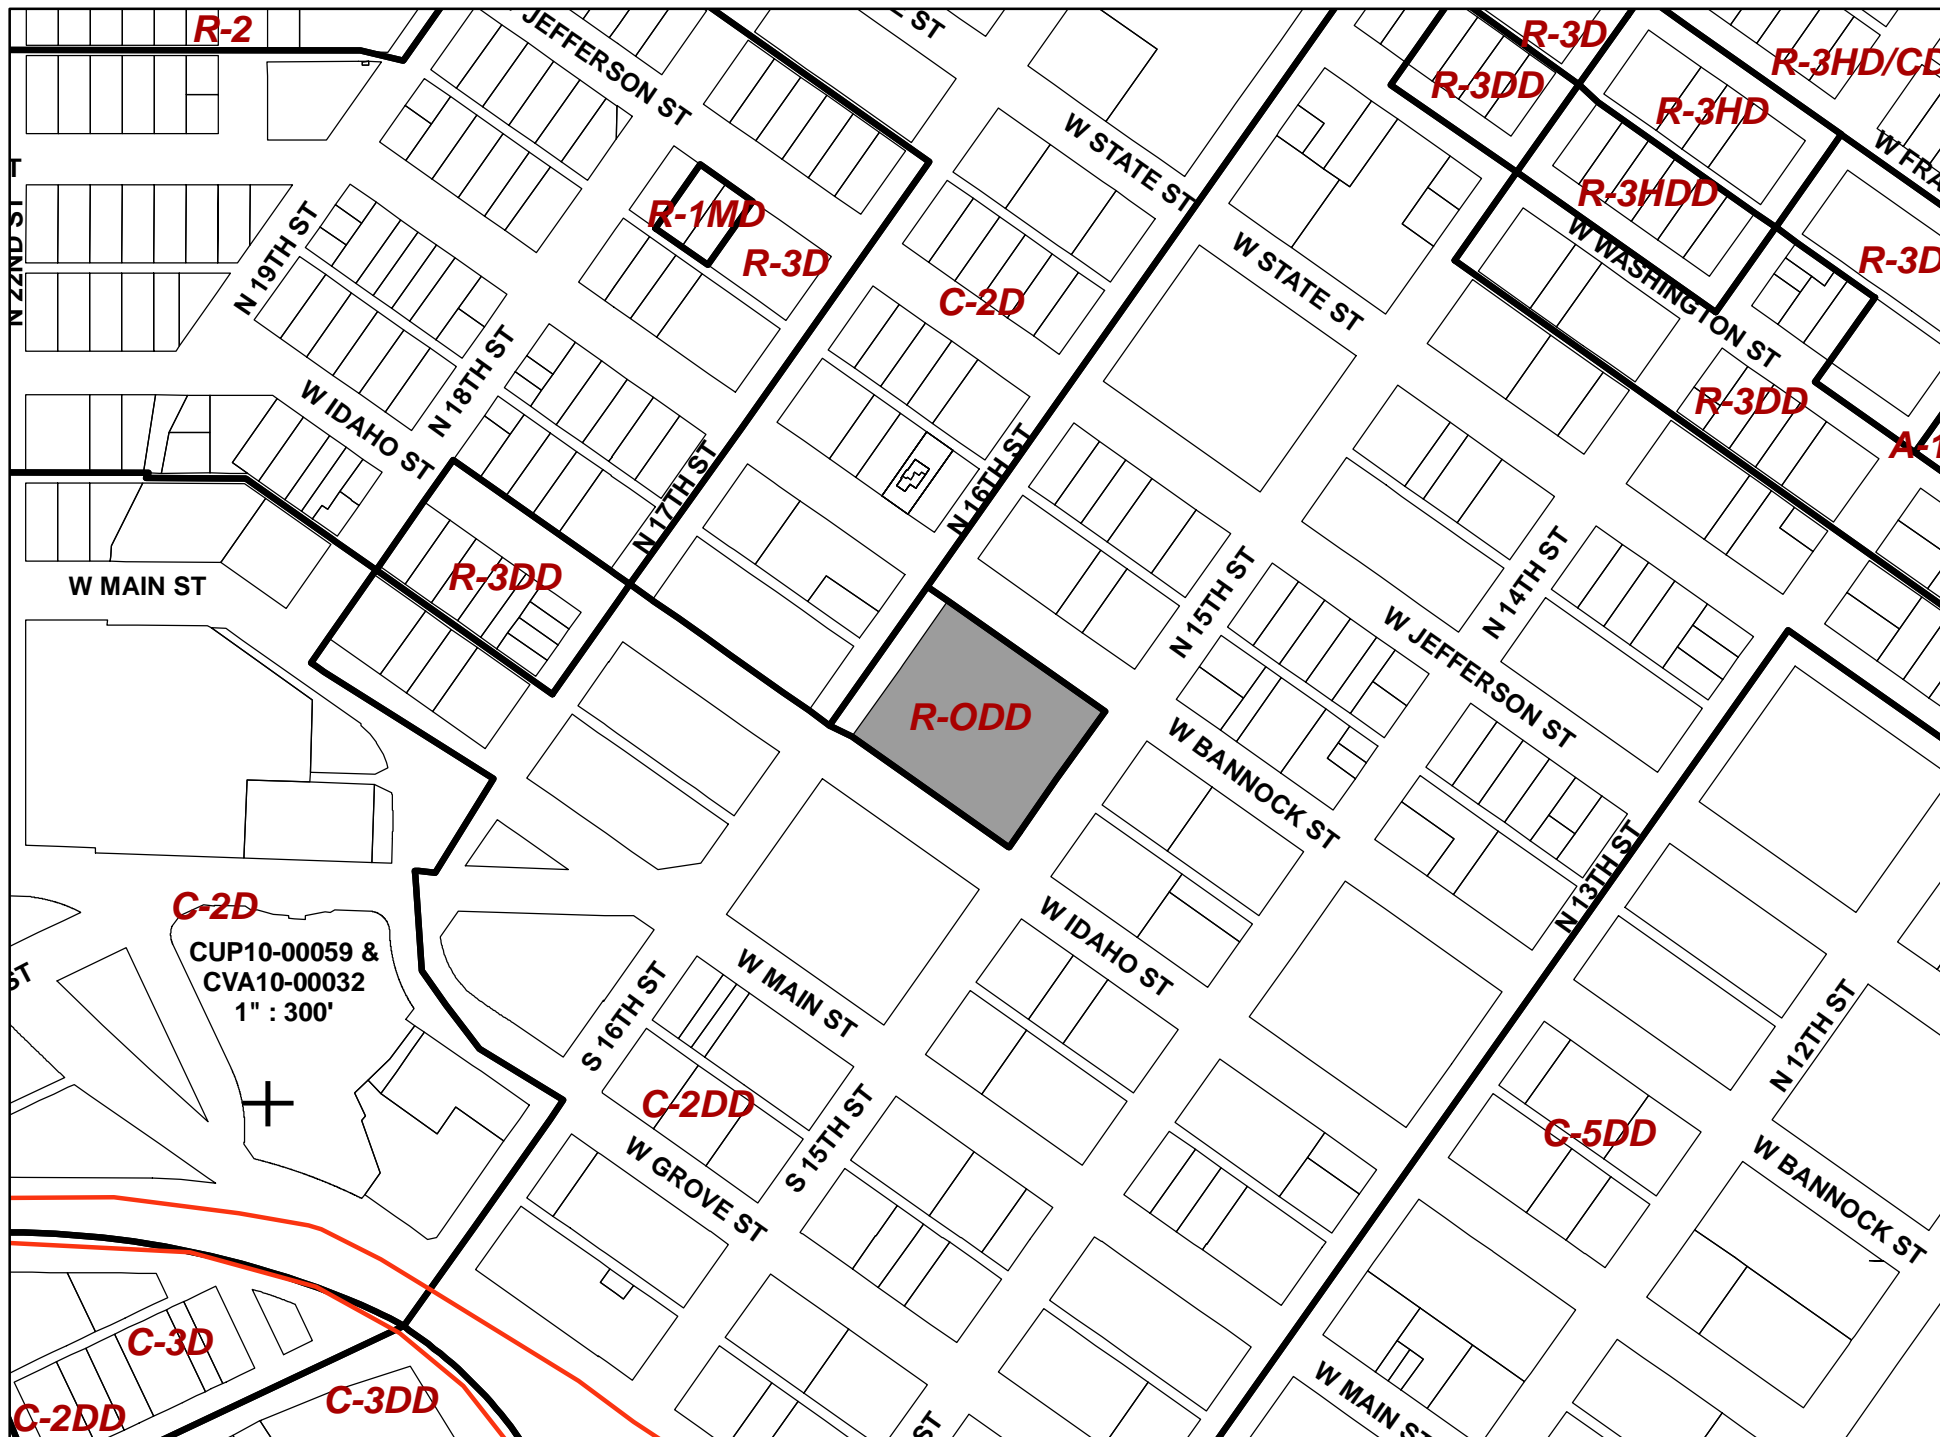 R-2
JEFFERSON ST
E ST
R-3D
R-3HD/CD
R-3DD
R-3HD
W STATE ST
W FRA
R-3HDD
R-1MD
N 22ND ST
N 19TH ST
R-3D
W WASHINGTON ST
R-3D
W STATE ST
C-2D
N 18TH ST
W IDAHO ST
R-3DD
A-1
N 17TH ST
N 16TH ST
R-3DD
W MAIN ST
N 15TH ST
N 14TH ST
W JEFFERSON ST
R-ODD
W BANNOCK ST
N 13TH ST
C-2D
CUP10-00059 &
CVA10-00032
1" : 300'
W IDAHO ST
W MAIN ST
S 16TH ST
N 12TH ST
ST
C-2DD
S 15TH ST
C-5DD
W GROVE ST
W BANNOCK ST
C-3D
C-3DD
C-2DD
W MAIN ST
ST